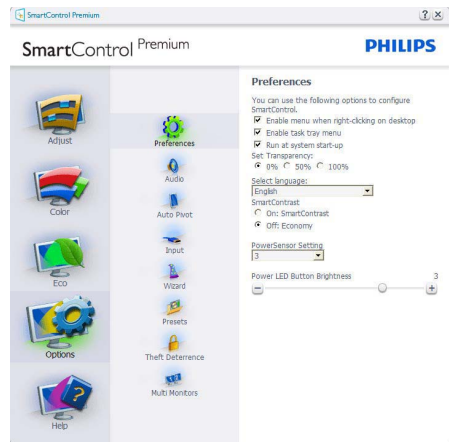 SmartControl Premium
SmartControl Premium
PHILIPS
Adjust
Color
Eco
Options
Help
Preferences
Audio
Auto Pivot
Input
Wizard
Presets
Theft Deterrence
Multi Monitors
Preferences
You can use the following options to configure
SmartControl.
Enable menu when right-clicking on desktop
Enable task tray menu
Run at system start-up
Set Transparency:
0% 50% 100%
Select language:
English
SmartContrast
On: SmartContrast
Off: Economy
PowerSensor Setting
3
Power LED Button Brightness 3